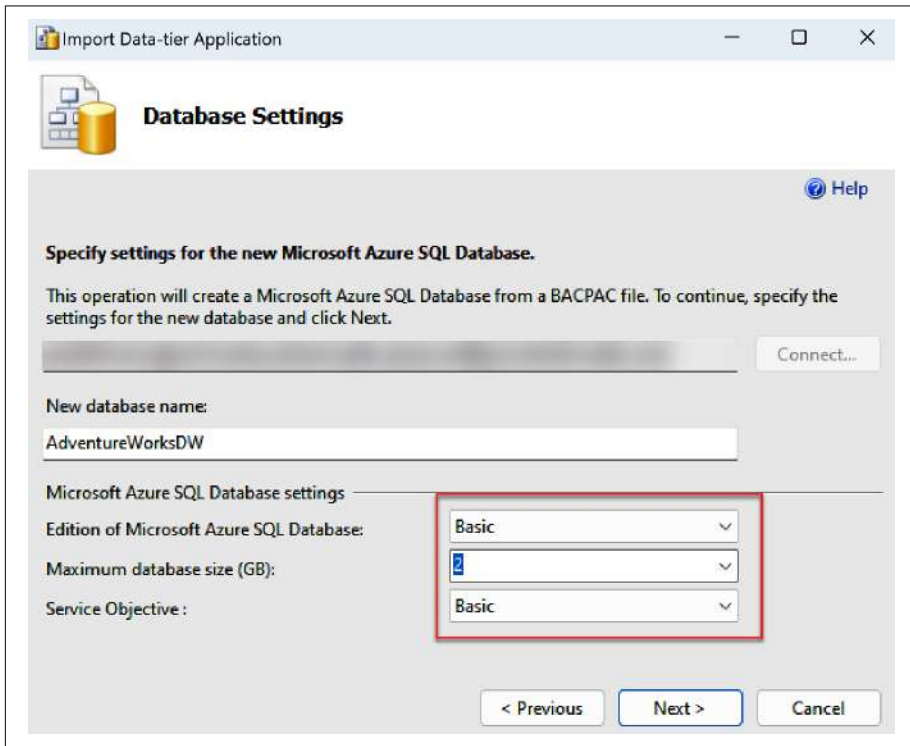 Import Data-tier Application
Database Settings
Help
Specify settings for the new Microsoft Azure SQL Database.
This operation will create a Microsoft Azure SQL Database from a BACPAC file. To continue, specify the
settings for the new database and click Next.
Connect...
New database name:
AdventureWorksDW
Microsoft Azure SQL Database settings
Edition of Microsoft Azure SQL Database: Basic
Maximum database size (GB): 2
Service Objective : Basic
< Previous Next > Cancel